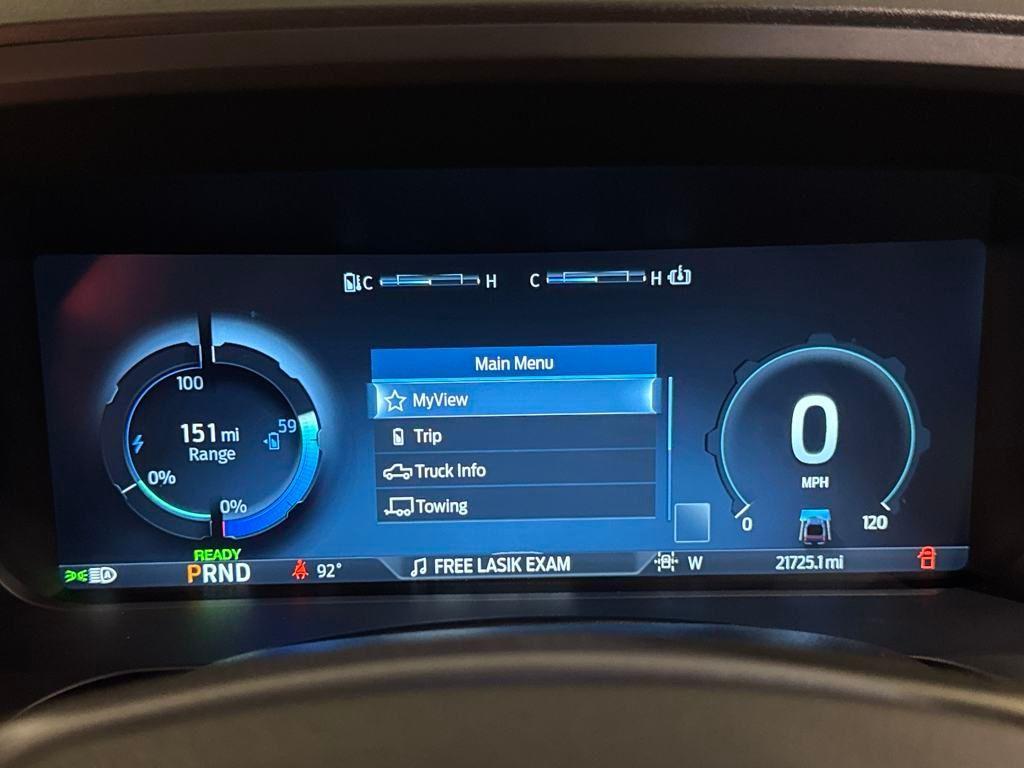 C H C H
Main Menu
MyView
Trip
Truck Info
Towing
100
151 mi
Range
59
0%
0%
0
MPH
0 120
READY
PRND
92°
FREE LASIK EXAM
W
21725.1 mi
A